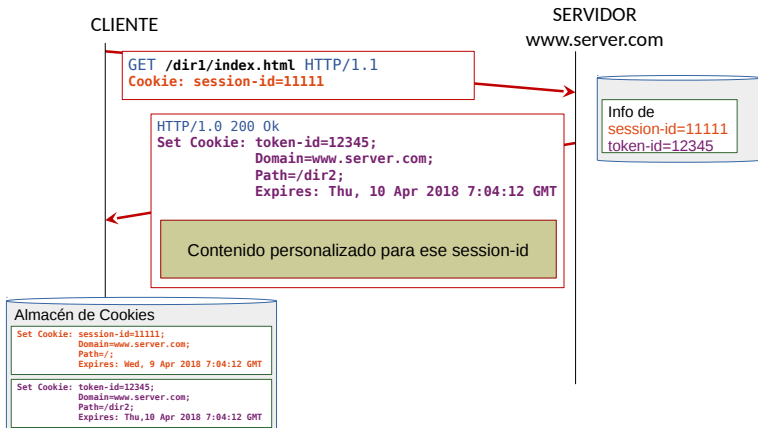 CLIENTE
SERVIDOR
www.server.com
GET /dir1/index.html HTTP/1.1
Cookie: session-id=11111
Info de
session-id=11111
token-id=12345
HTTP/1.0 200 Ok
Set Cookie: token-id=12345;
Domain=www.server.com;
Path=/dir2;
Expires: Thu, 10 Apr 2018 7:04:12 GMT
Contenido personalizado para ese session-id
Almacén de Cookies
Set Cookie: session-id=11111;
Domain=www.server.com;
Path=/;
Expires: Wed, 9 Apr 2018 7:04:12 GMT
Set Cookie: token-id=12345;
Domain=www.server.com;
Path=/dir2;
Expires: Thu,10 Apr 2018 7:04:12 GMT